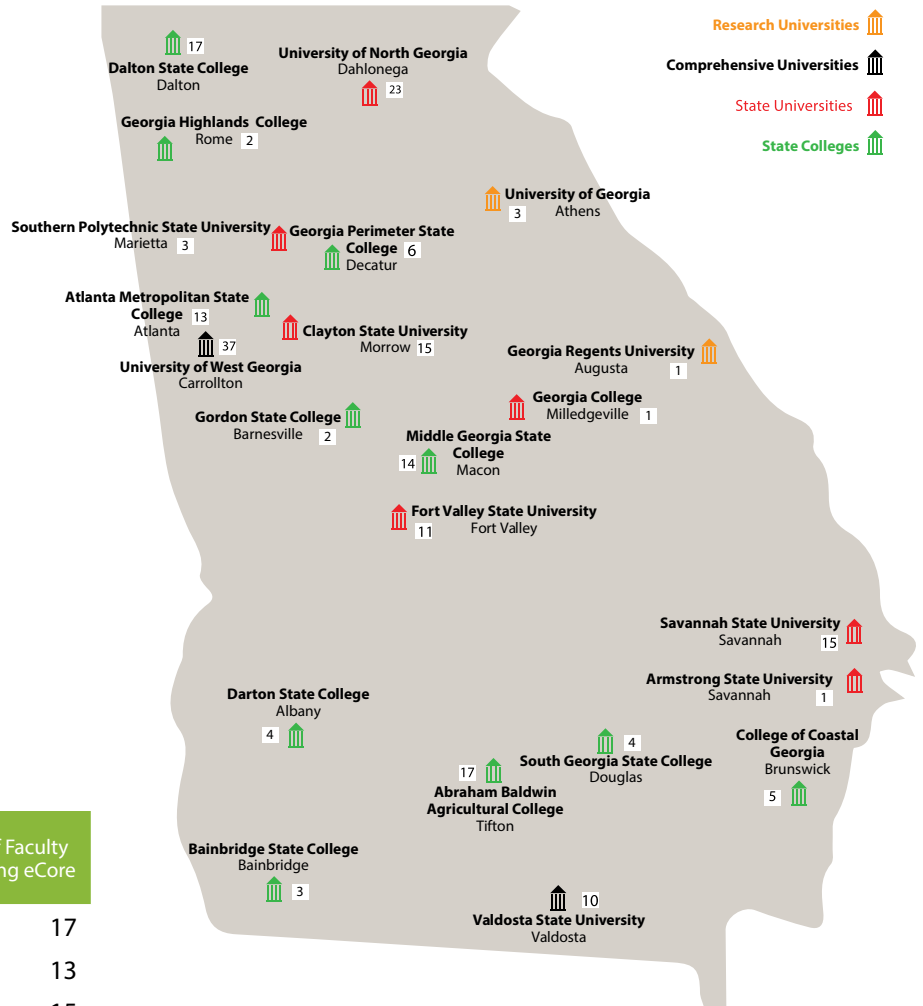 Research Universities
Comprehensive Universities
State Universities
State Colleges
17
Dalton State College
Dalton
University of North Georgia
Dahlonega
23
Georgia Highlands College
Rome 2
University of Georgia
3 Athens
Southern Polytechnic State University
Marietta 3
Georgia Perimeter State
College 6
Decatur
Atlanta Metropolitan State
College 13
Atlanta
Clayton State University
Morrow 15
37
University of West Georgia
Carrollton
Georgia Regents University
Augusta 1
Georgia College
Milledgeville 1
Gordon State College
Barnesville 2
Middle Georgia State
College
14 Macon
Fort Valley State University
11 Fort Valley
Savannah State University
Savannah 15
Armstrong State University
Savannah 1
Darton State College
Albany
4
4
South Georgia State College
Douglas
College of Coastal
Georgia
Brunswick
5
17
Abraham Baldwin
Agricultural College
Tifton
Bainbridge State College
Bainbridge
3
10
Valdosta State University
Valdosta
Faculty
eCore
17
13